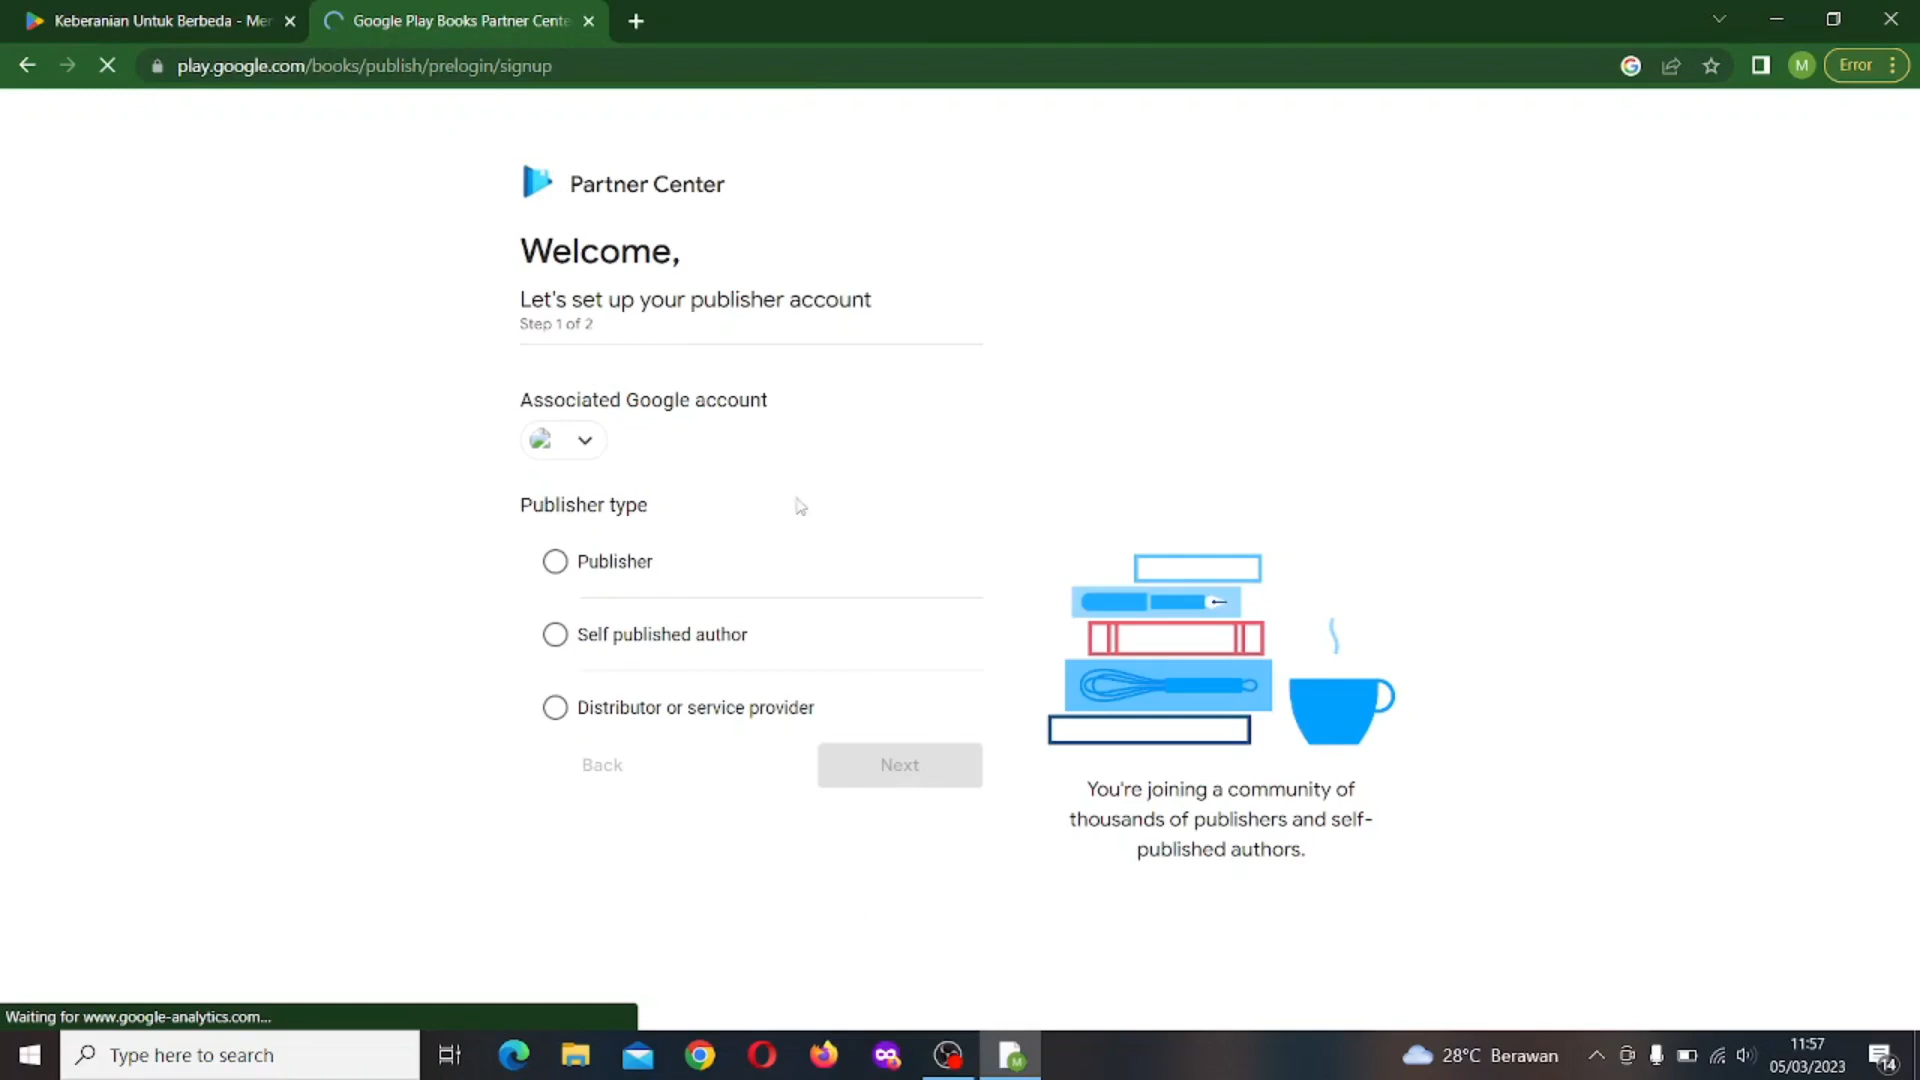 Keberanian Untuk Berbeda - Mer
Google Play Books Partner Cente
play.google.com/books/publish/prelogin/signup
M
Error
Partner Center
Welcome,
Let's set up your publisher account
Step 1 of 2
Associated Google account
Publisher type
Publisher
Self published author
Distributor or service provider
Back
Next
You're joining a community of
thousands of publishers and self-
published authors.
Waiting for www.google-analytics.com...
Type here to search
28°C Berawan
11:57
05/03/2023
14